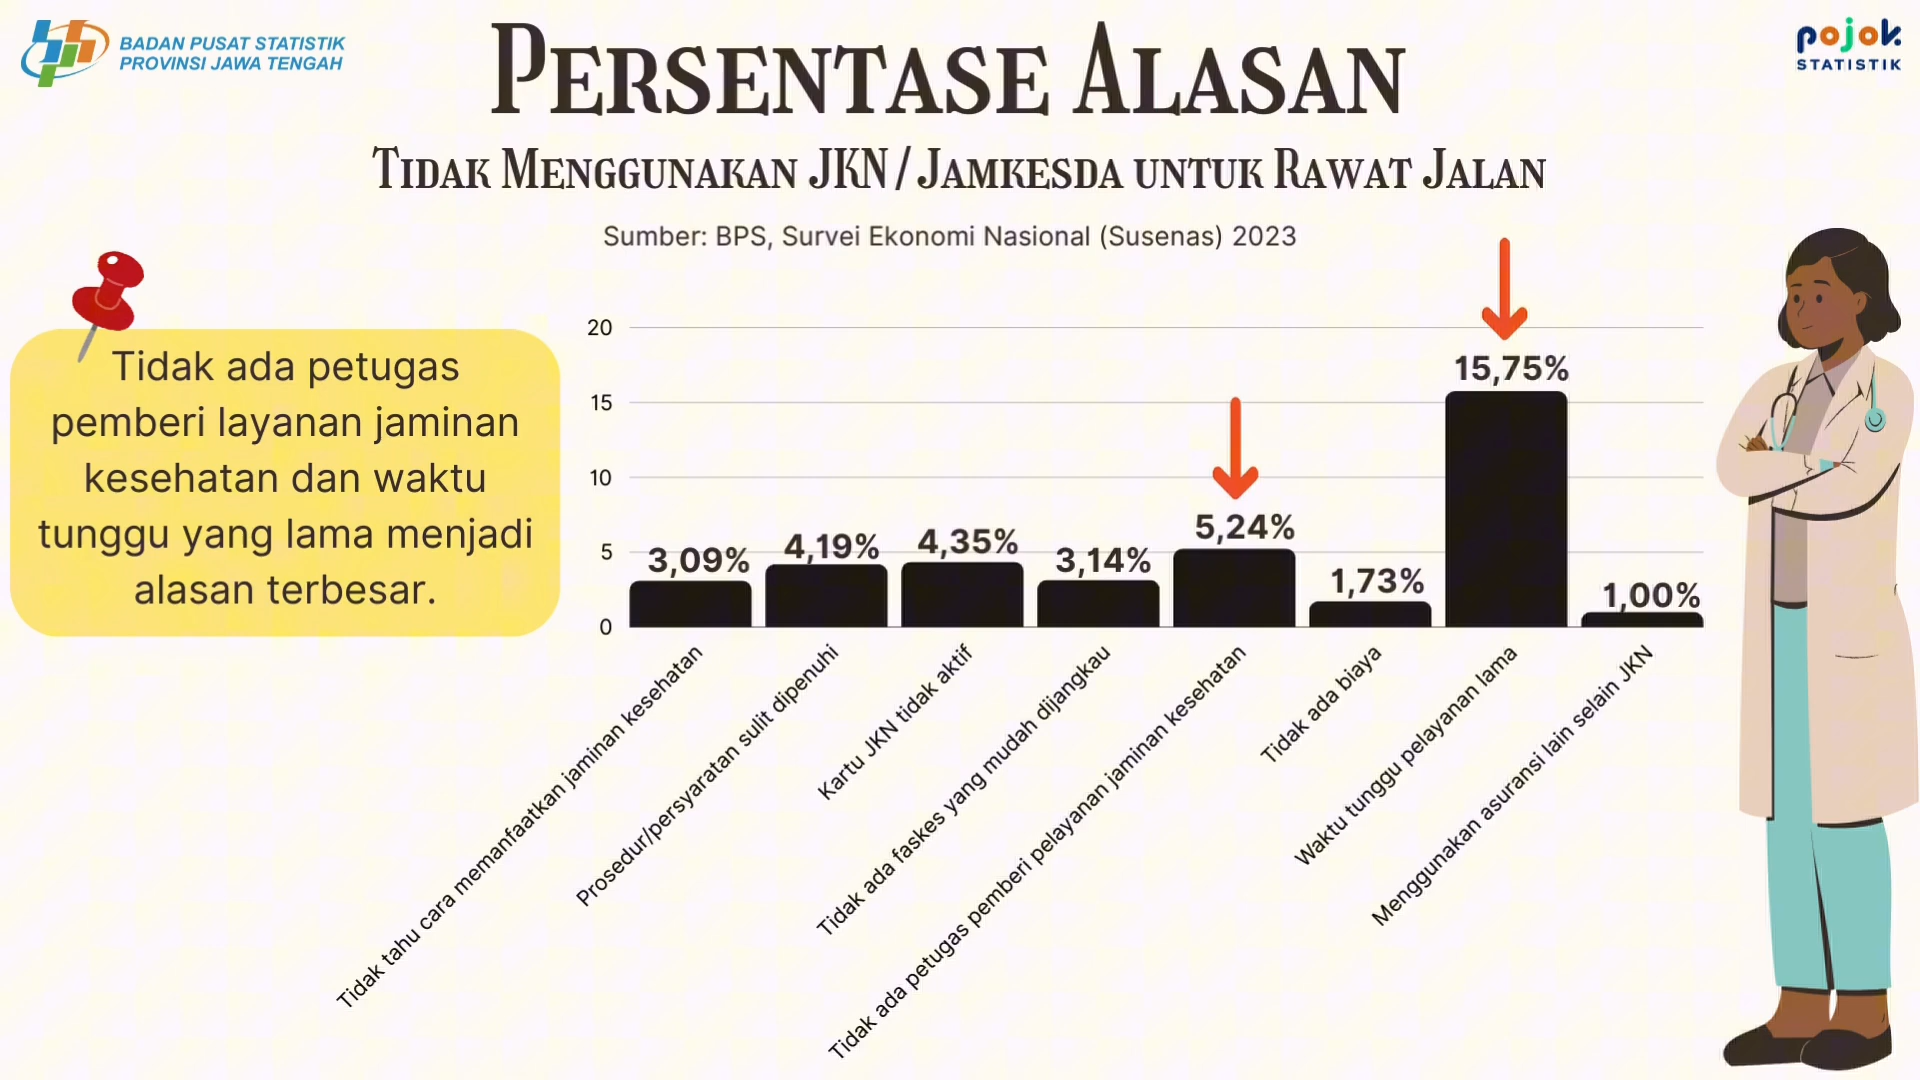 BADAN PUSAT STATISTIK
PROVINSI JAWA TENGAH
pojok
STATISTIK
PERSENTASE ALASAN
TIDAK MENGGUNAKAN JKN/JAMKESDA UNTUK RAWAT JALAN
Sumber: BPS, Survei Ekonomi Nasional (Susenas) 2023
Tidak ada petugas
pemberi layanan jaminan
kesehatan dan waktu
tunggu yang lama menjadi
alasan terbesar.
20
15
10
5
0
3,09%
4,19%
4,35%
3,14%
5,24%
1,73%
15,75%
1,00%
Tidak tahu cara memanfaatkan jaminan kesehatan
Prosedur/persyaratan sulit dipenuhi
Kartu JKN tidak aktif
Tidak ada faskes yang mudah dijangkau
Tidak ada petugas pemberi pelayanan jaminan kesehatan
Tidak ada biaya
Waktu tunggu pelayanan lama
Menggunakan asuransi lain selain JKN